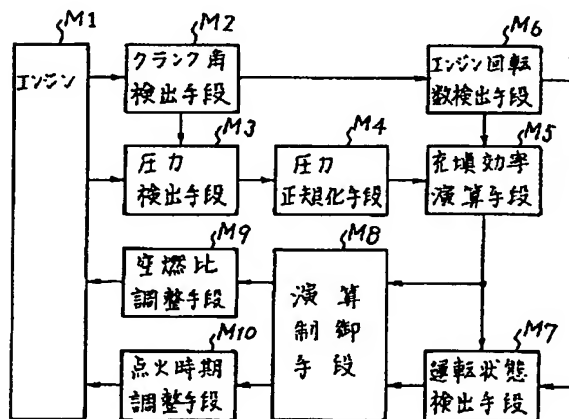 M1
エンジン
M2
クランク角
検出手段
M6
エンジン回転
数検出手段
M3
圧力
検出手段
M4
圧力
正規化手段
M5
充填効率
演算手段
M9
空燃比
調整手段
M8
演算
制御
手段
M10
点火時期
調整手段
M7
運転状態
検出手段